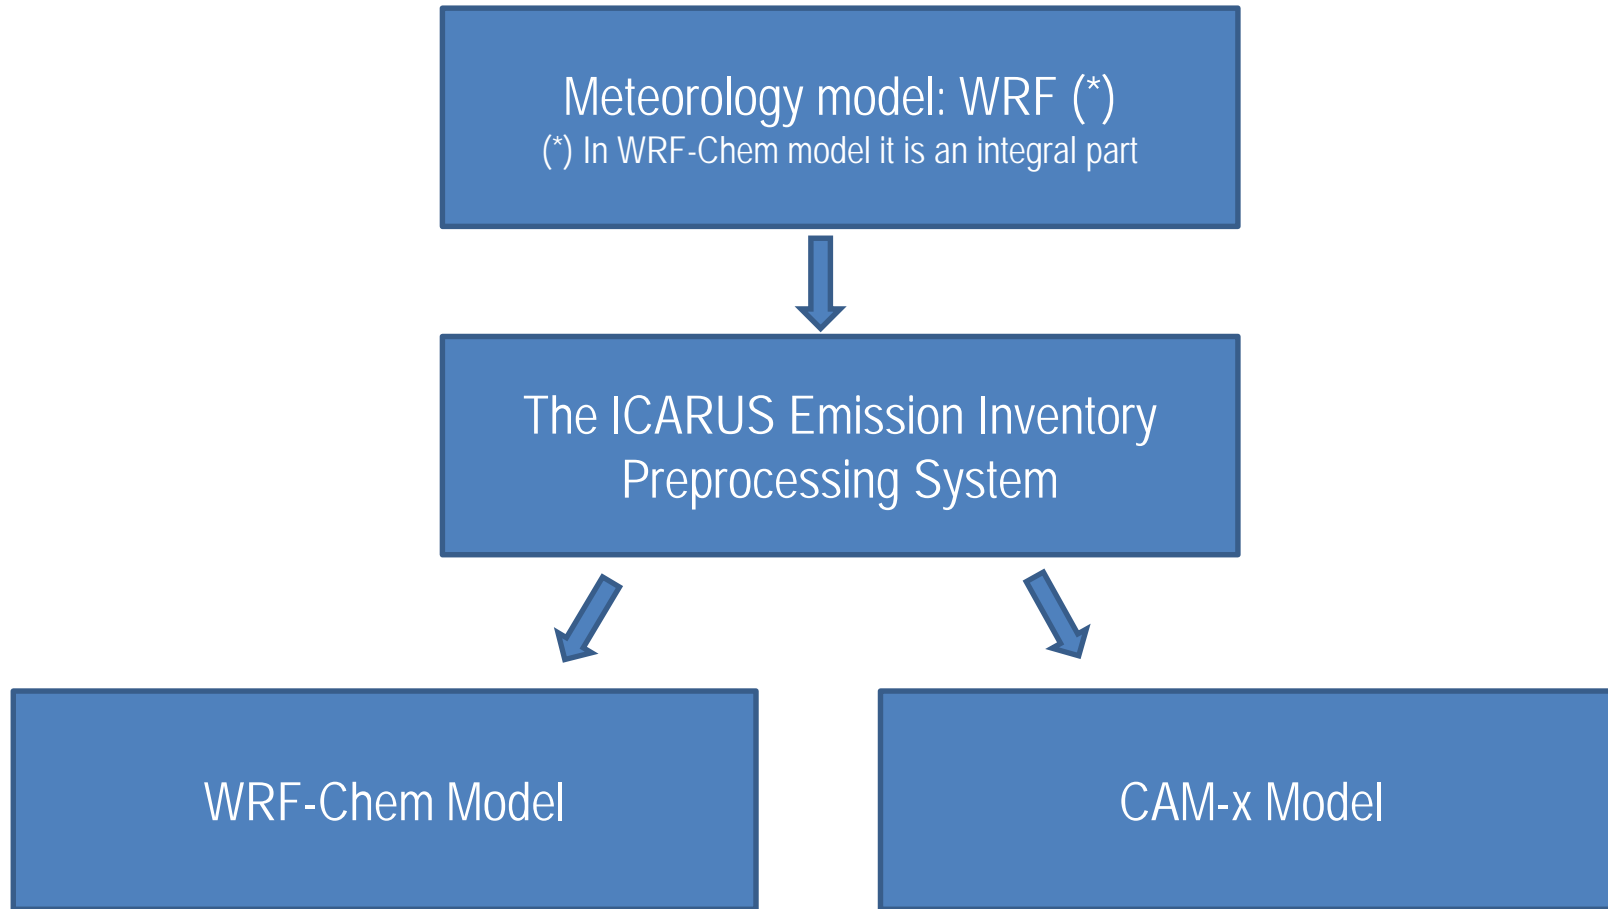 Meteorology model: WRF (*)
(*) In WRF-Chem model it is an integral part
The ICARUS Emission Inventory
Preprocessing System
WRF-Chem Model
CAM-x Model